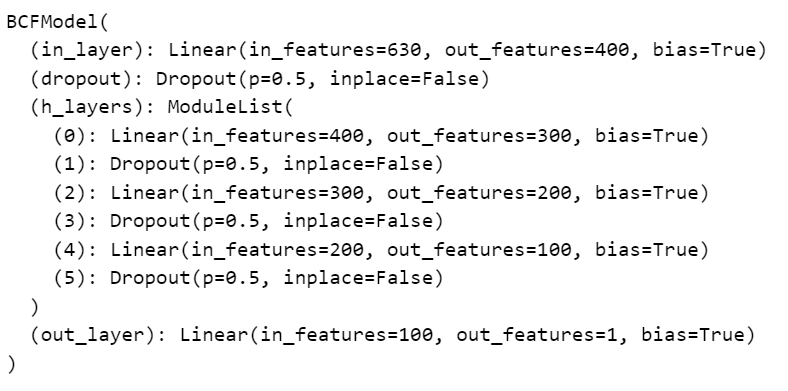 BCFModel(
  (in_layer): Linear(in_features=630, out_features=400, bias=True)
  (dropout): Dropout(p=0.5, inplace=False)
  (h_layers): ModuleList(
    (0): Linear(in_features=400, out_features=300, bias=True)
    (1): Dropout(p=0.5, inplace=False)
    (2): Linear(in_features=300, out_features=200, bias=True)
    (3): Dropout(p=0.5, inplace=False)
    (4): Linear(in_features=200, out_features=100, bias=True)
    (5): Dropout(p=0.5, inplace=False)
  )
  (out_layer): Linear(in_features=100, out_features=1, bias=True)
)